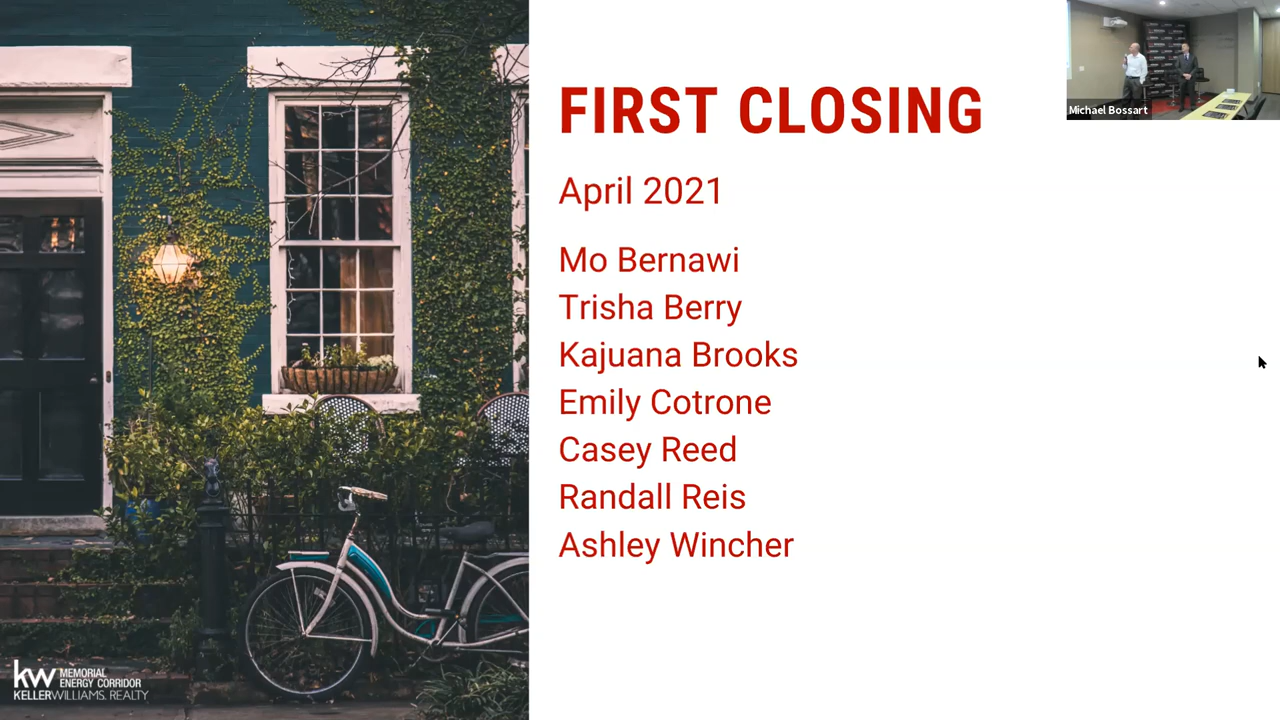 FIRST CLOSING
April 2021
Mo Bernawi
Trisha Berry
Kajuana Brooks
Emily Cotrone
Casey Reed
Randall Reis
Ashley Wincher
Michael Bossart
kw MEMORIAL
ENERGY CORRIDOR
KELLERWILLIAMS. REALTY